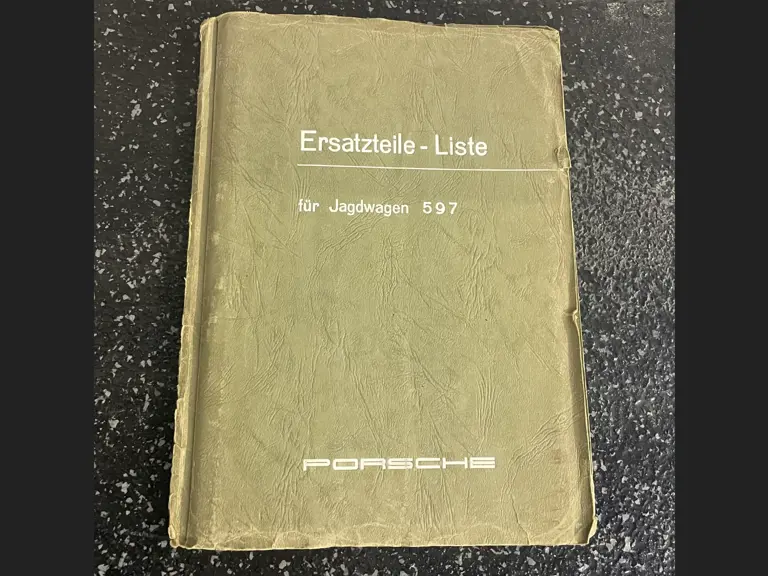 Ersatzteile - Liste
für Jagdwagen 597
PORSCHE